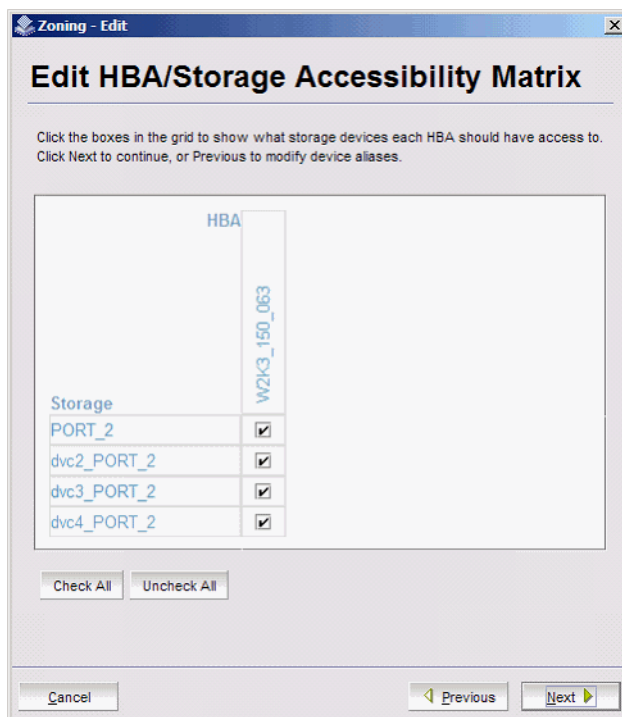 Zoning - Edit
Edit HBA/Storage Accessibility Matrix
Click the boxes in the grid to show what storage devices each HBA should have access to.
Click Next to continue, or Previous to modify device aliases.
HBA
W2K3_150_063
Storage
PORT_2
dvc2_PORT_2
dvc3_PORT_2
dvc4_PORT_2
Check All Uncheck All
Cancel Previous Next